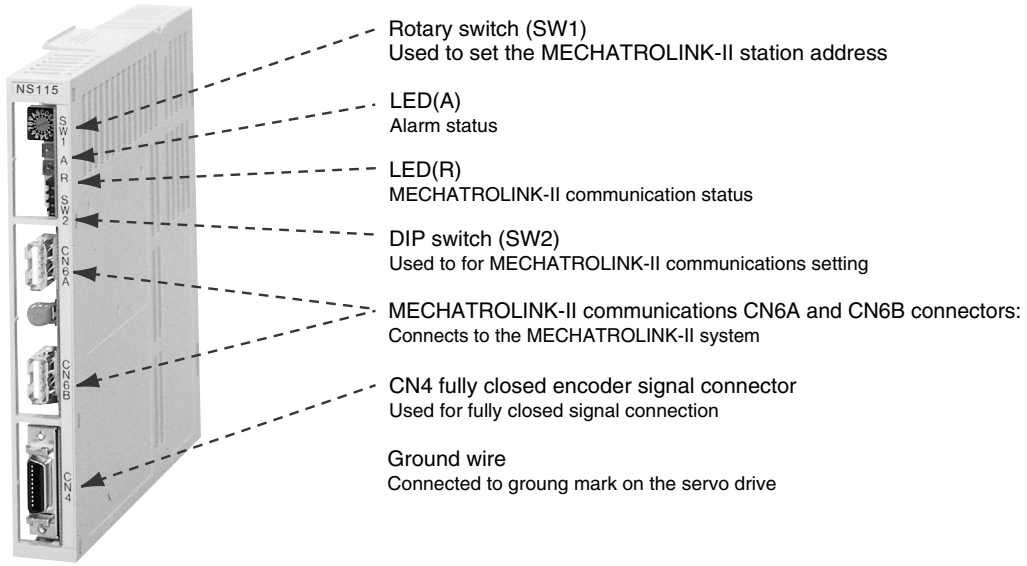 NS115
SW1
A
R
SW2
CN6A
CN6B
CN4
Rotary switch (SW1)
Used to set the MECHATROLINK-II station address
LED(A)
Alarm status
LED(R)
MECHATROLINK-II communication status
DIP switch (SW2)
Used to for MECHATROLINK-II communications setting
MECHATROLINK-II communications CN6A and CN6B connectors:
Connects to the MECHATROLINK-II system
CN4 fully closed encoder signal connector
Used for fully closed signal connection
Ground wire
Connected to groung mark on the servo drive